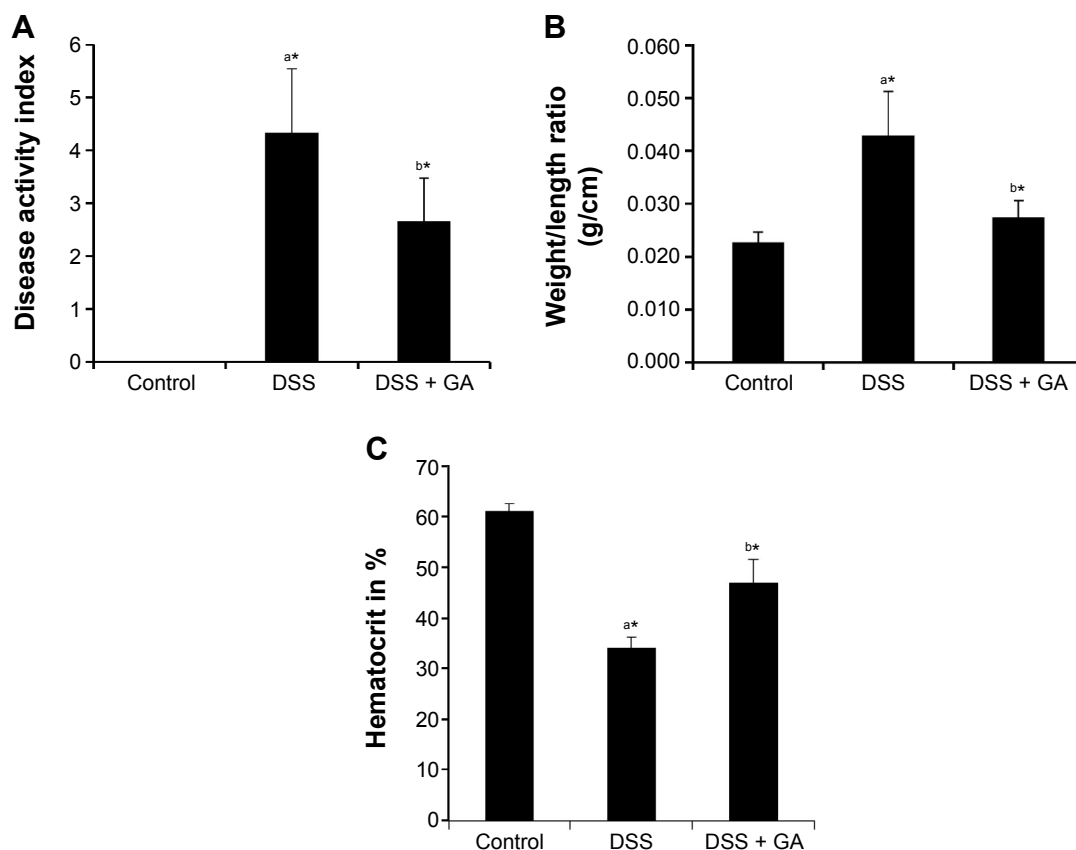 A
Disease activity index
6
5
4
3
2
1
0
a*
b*
Control DSS DSS + GA
B
Weight/length ratio
(g/cm)
0.060
0.050
0.040
0.030
0.020
0.010
0.000
a*
b*
Control DSS DSS + GA
C
Hematocrit in %
70
60
50
40
30
20
10
0
a*
b*
Control DSS DSS + GA